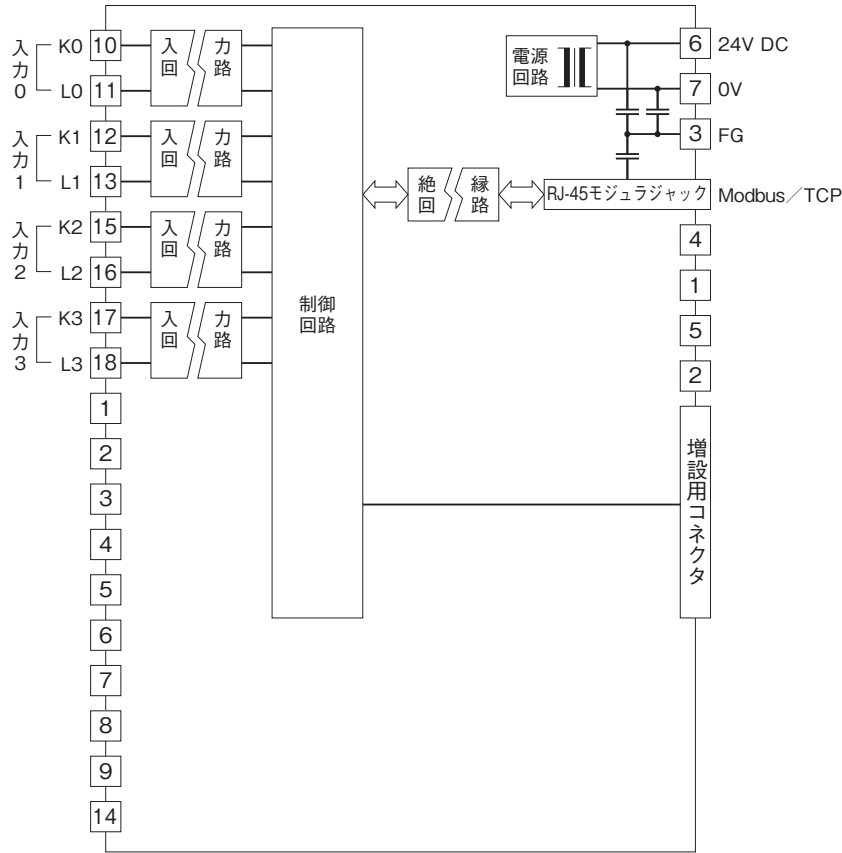 入力0
K0 10
L0 11
入回
力路
入力1
K1 12
L1 13
入回
力路
入力2
K2 15
L2 16
入回
力路
入力3
K3 17
L3 18
入回
力路
1
2
3
4
5
6
7
8
9
14
制御
回路
絶回
縁路
電源
回路
6 24V DC
7 0V
3 FG
RJ-45モジュラジャック Modbus／TCP
4
1
5
2
増設用コネクタ